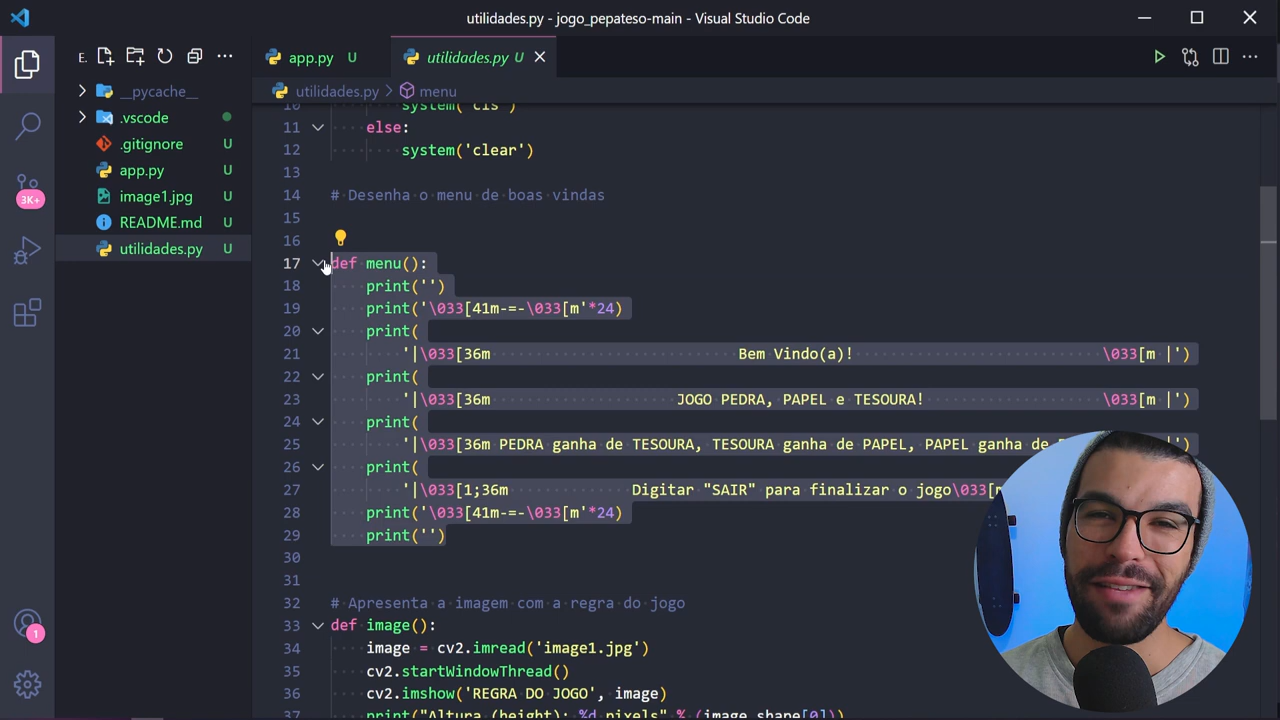 utilidades.py - jogo_pepateso-main - Visual Studio Code
E.
app.py U
utilidades.py U
utilidades.py > menu
__pycache__
.vscode
.gitignore U
app.py U
image1.jpg U
README.md U
utilidades.py U
3K+
1
10 system('cls')
11 else:
12 system('clear')
13
14 # Desenha o menu de boas vindas
15
16
17 def menu():
18 print('')
19 print('\033[41m-=-\033[m'*24)
20 print(
21 '|\033[36m Bem Vindo(a)! \033[m |')
22 print(
23 '|\033[36m JOGO PEDRA, PAPEL e TESOURA! \033[m |')
24 print(
25 '|\033[36m PEDRA ganha de TESOURA, TESOURA ganha de PAPEL, PAPEL ganha de |')
26 print(
27 '|\033[1;36m Digitar "SAIR" para finalizar o jogo\033[m
28 print('\033[41m-=-\033[m'*24)
29 print('')
30
31
32 # Apresenta a imagem com a regra do jogo
33 def image():
34 image = cv2.imread('image1.jpg')
35 cv2.startWindowThread()
36 cv2.imshow('REGRA DO JOGO', image)
37 print("Altura (height): %d pixels" % (image.shape[0]))